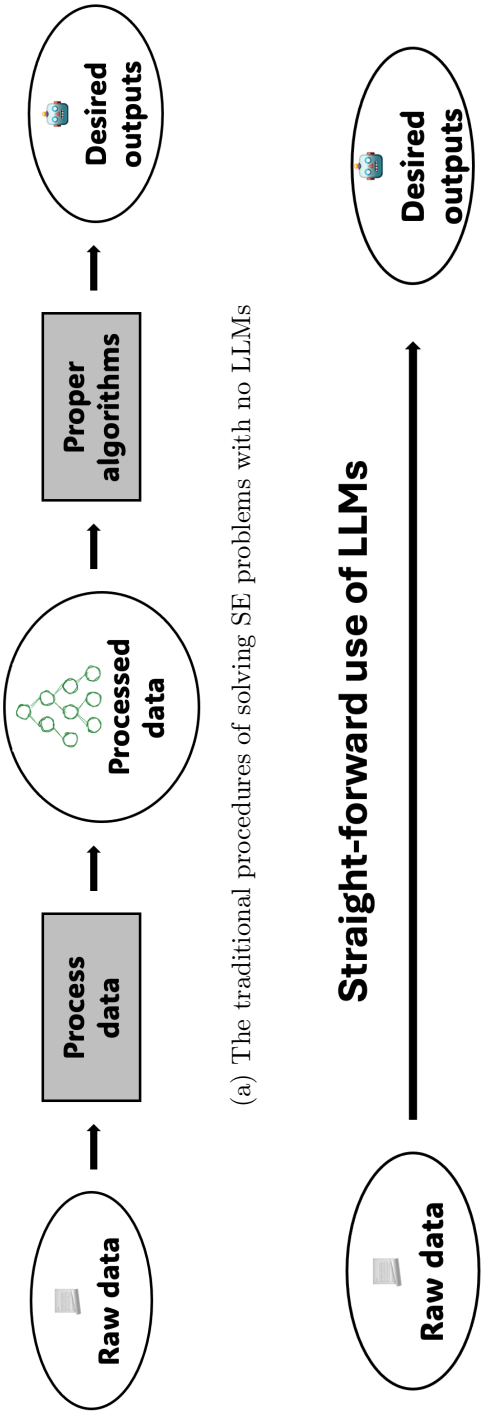 Raw data
Process
data
Processed
data
Proper
algorithms
Desired
outputs
(a) The traditional procedures of solving SE problems with no LLMs
Raw data
Straight-forward use of LLMs
Desired
outputs